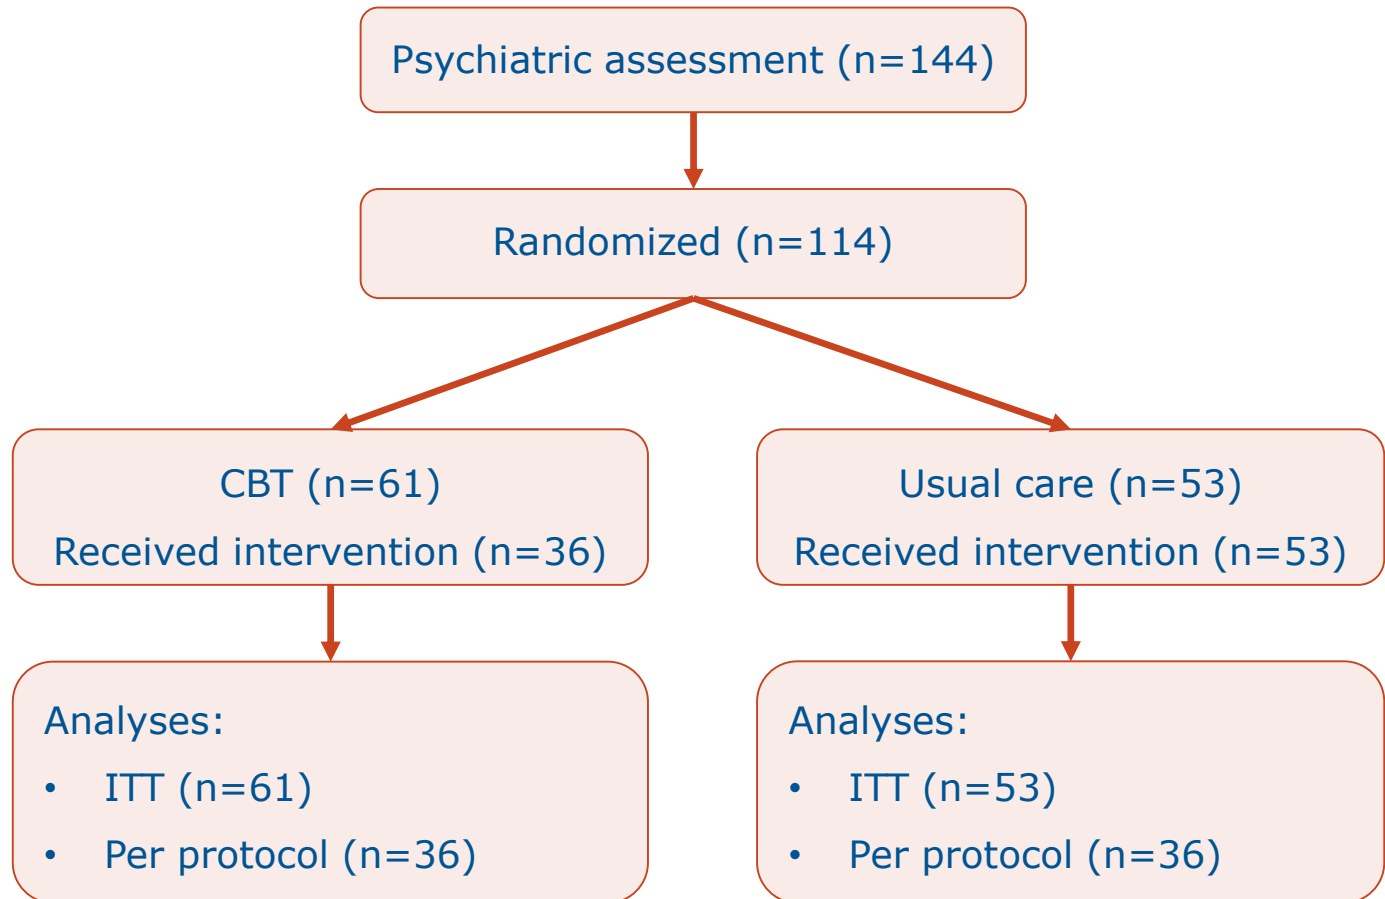 Psychiatric assessment (n=144)
Randomized (n=114)
CBT (n=61)
Received intervention (n=36)
Usual care (n=53)
Received intervention (n=53)
Analyses:
• ITT (n=61)
• Per protocol (n=36)
Analyses:
• ITT (n=53)
• Per protocol (n=36)